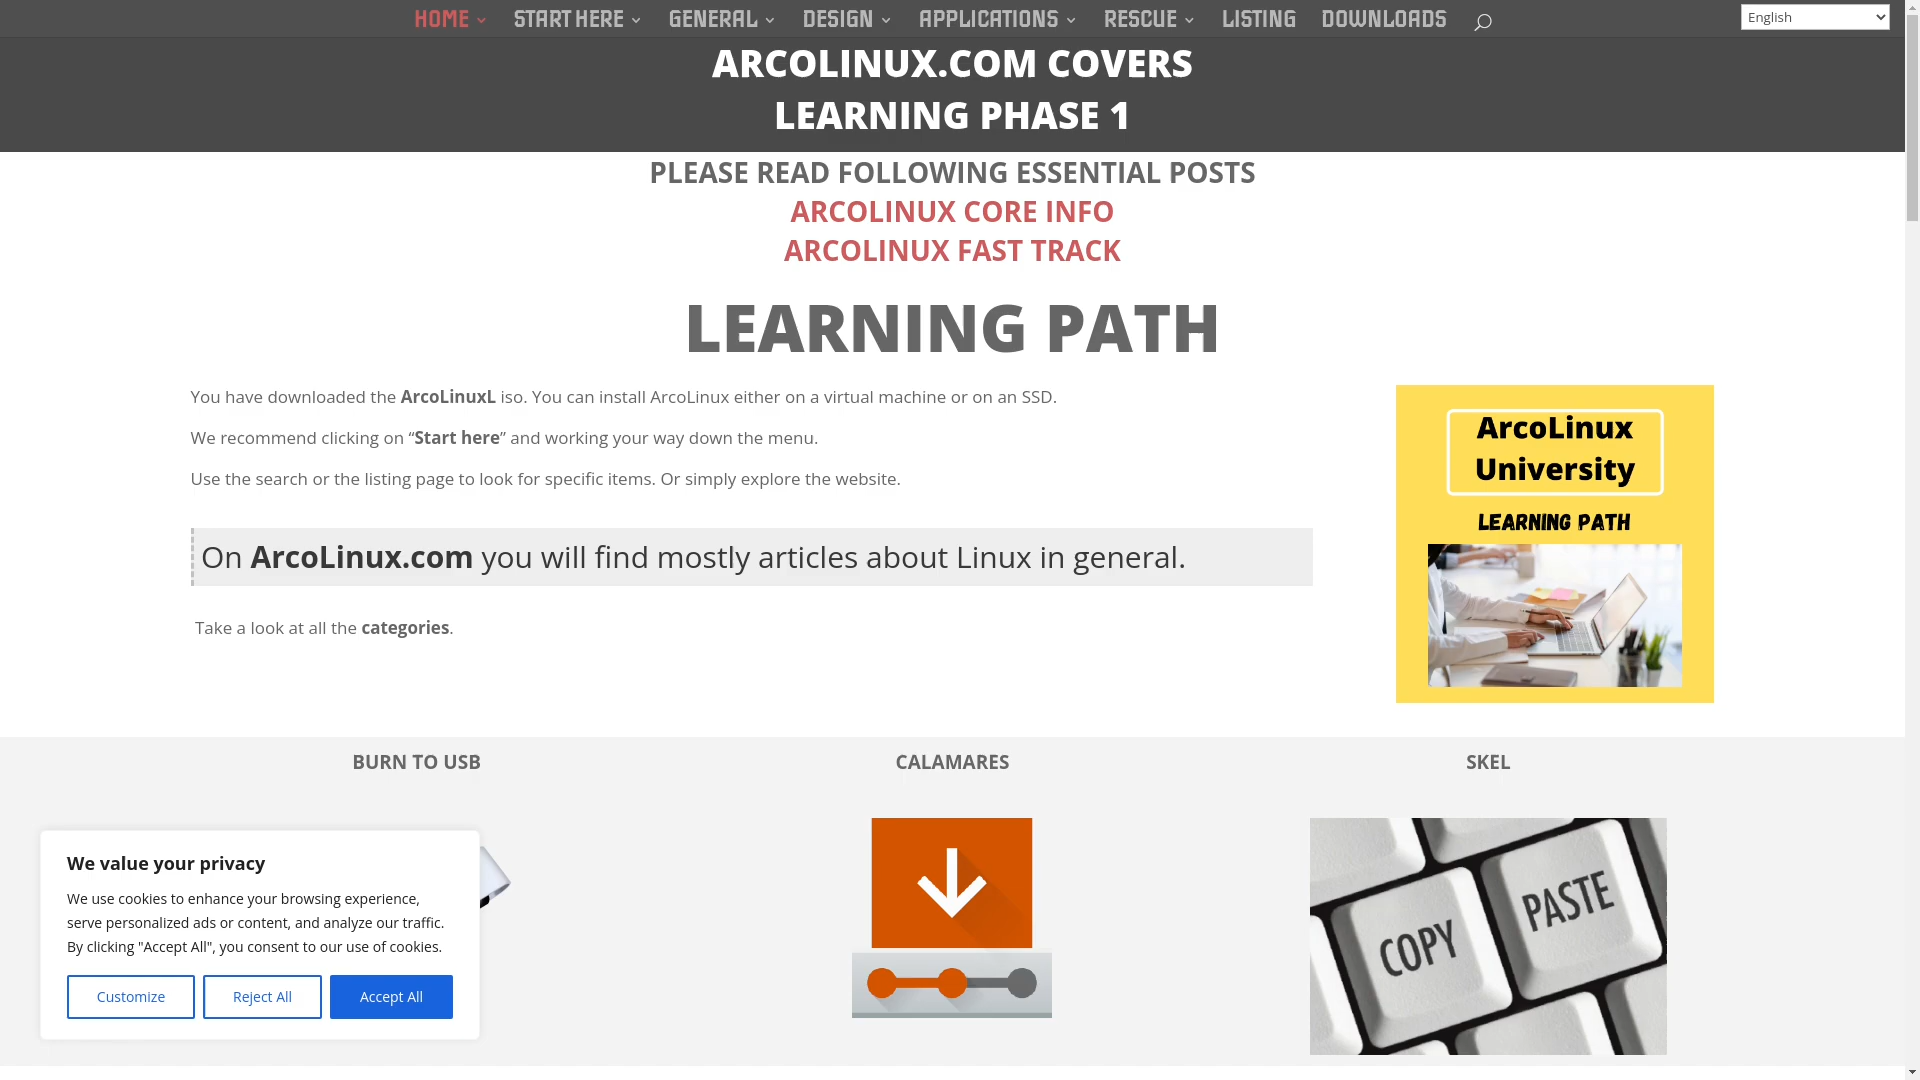 HOME START HERE GENERAL DESIGN APPLICATIONS RESCUE LISTING DOWNLOADS English
ARCOLINUX.COM COVERS
LEARNING PHASE 1
PLEASE READ FOLLOWING ESSENTIAL POSTS
ARCOLINUX CORE INFO
ARCOLINUX FAST TRACK
LEARNING PATH
You have downloaded the ArcoLinuxL iso. You can install ArcoLinux either on a virtual machine or on an SSD.
We recommend clicking on “Start here” and working your way down the menu.
Use the search or the listing page to look for specific items. Or simply explore the website.
On ArcoLinux.com you will find mostly articles about Linux in general.
Take a look at all the categories.
ArcoLinux
University
LEARNING PATH
BURN TO USB
CALAMARES
SKEL
COPY
PASTE
We value your privacy
We use cookies to enhance your browsing experience,
serve personalized ads or content, and analyze our traffic.
By clicking "Accept All", you consent to our use of cookies.
Customize Reject All Accept All